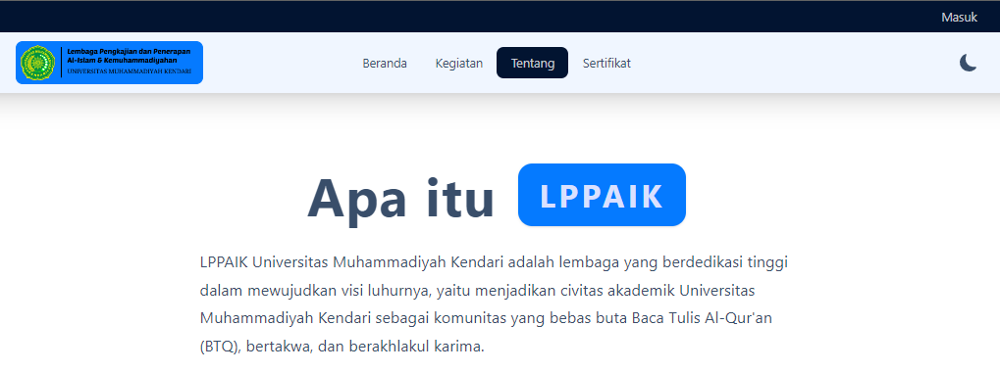 Masuk
Lembaga Pengkajian dan Penerapan
Al-Islam & Kemuhammadiyahan
UNIVERSITAS MUHAMMADIYAH KENDARI
Beranda Kegiatan Tentang Sertifikat
Apa itu LPPAIK
LPPAIK Universitas Muhammadiyah Kendari adalah lembaga yang berdedikasi tinggi
dalam mewujudkan visi luhurnya, yaitu menjadikan civitas akademik Universitas
Muhammadiyah Kendari sebagai komunitas yang bebas buta Baca Tulis Al-Qur'an
(BTQ), bertakwa, dan berakhlakul karima.